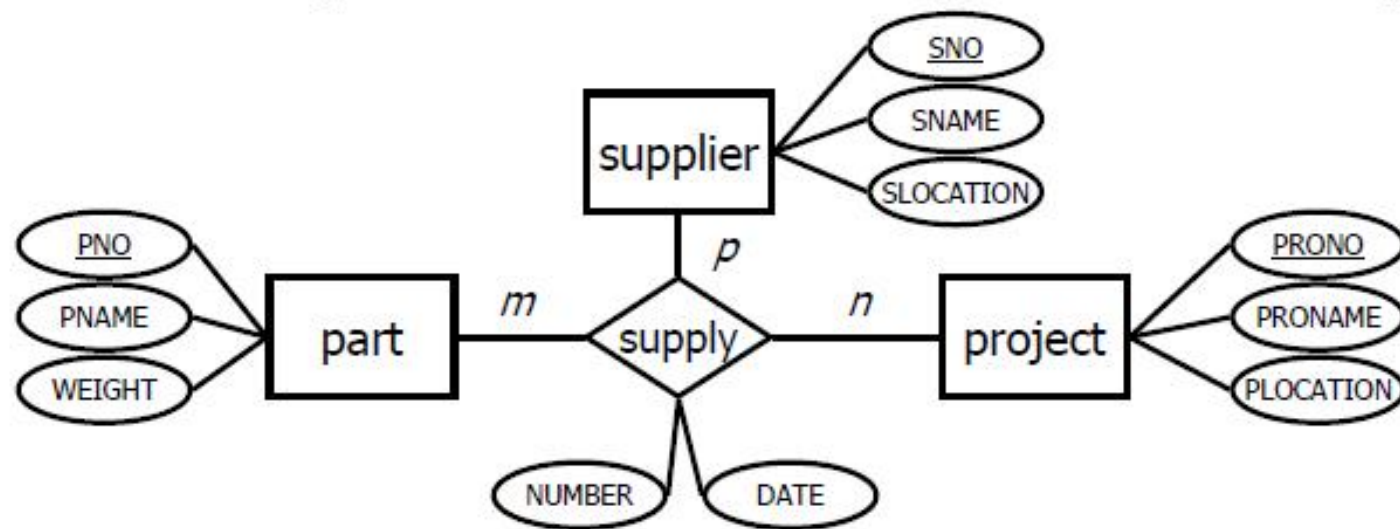 SNO
SNAME
SLOCATION
supplier
PNO
PNAME
WEIGHT
part
m
p
supply
n
project
PRONO
PRONAME
PLOCATION
NUMBER
DATE